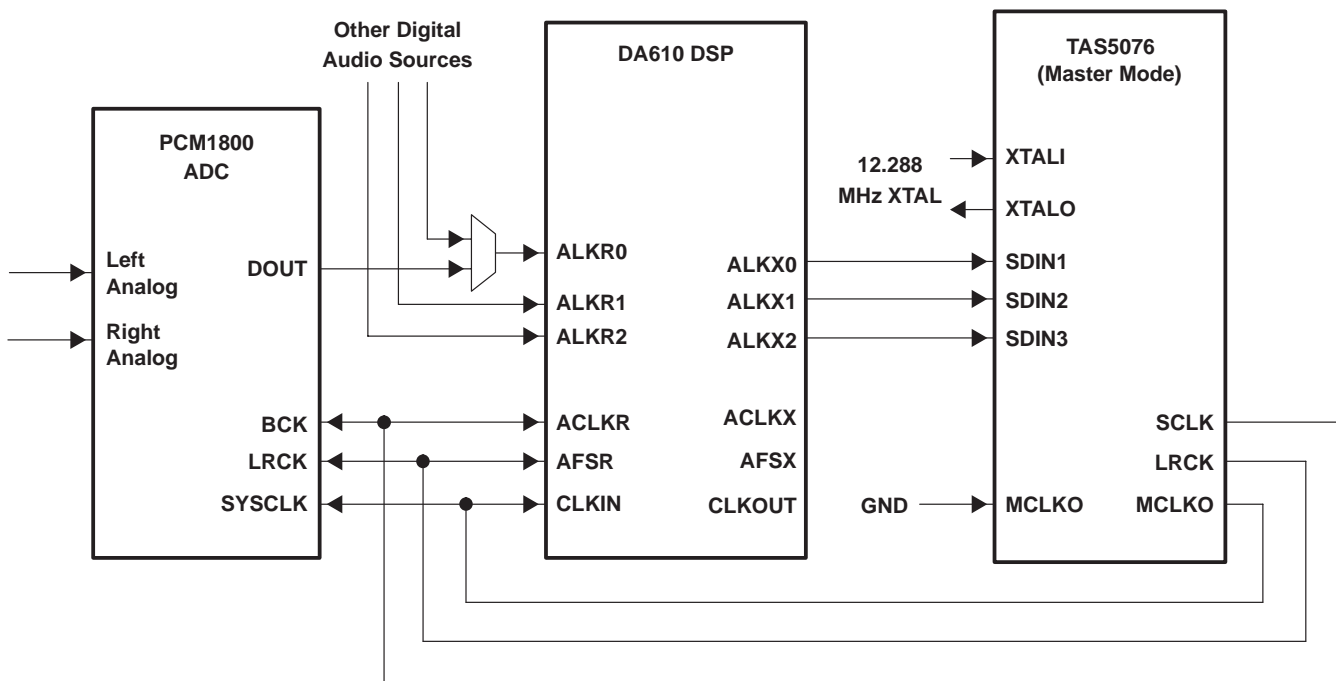 Other Digital
Audio Sources
PCM1800
ADC
Left
Analog
Right
Analog
DOUT
BCK
LRCK
SYSCLK
DA610 DSP
ALKR0
ALKR1
ALKR2
ACLKR
AFSR
CLKIN
ALKX0
ALKX1
ALKX2
ACLKX
AFSX
CLKOUT
12.288
MHz XTAL
GND
TAS5076
(Master Mode)
XTALI
XTALO
SDIN1
SDIN2
SDIN3
MCLKO
SCLK
LRCK
MCLKO